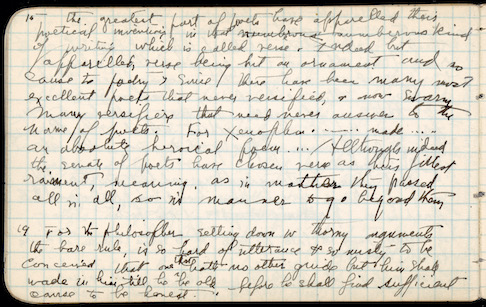 15 the greatest part of poets have apparelled their
poetical inventions in that numbrous kind
of writing which is called verse. Indeed but
apparelled, verse being but an ornament and no
cause to poetry: since there have been many most
excellent poets that never versified, & now swarm
many versifiers that need never answer to the
name of poets. For Xenophon ...... made .....
an absolute heroical poem .... Although indeed
the senate of poets have chosen verse as their fittest
raiment, meaning, as in matter they passed
all in all, so in manner to go beyond them
19 For the philosopher setting down w thorny arguments
the bare rule, is so hard of utterance & so misty to be
conceived that one that hath no other guide but him shall
wade in him till he be old before he shall find sufficient
cause to be honest.